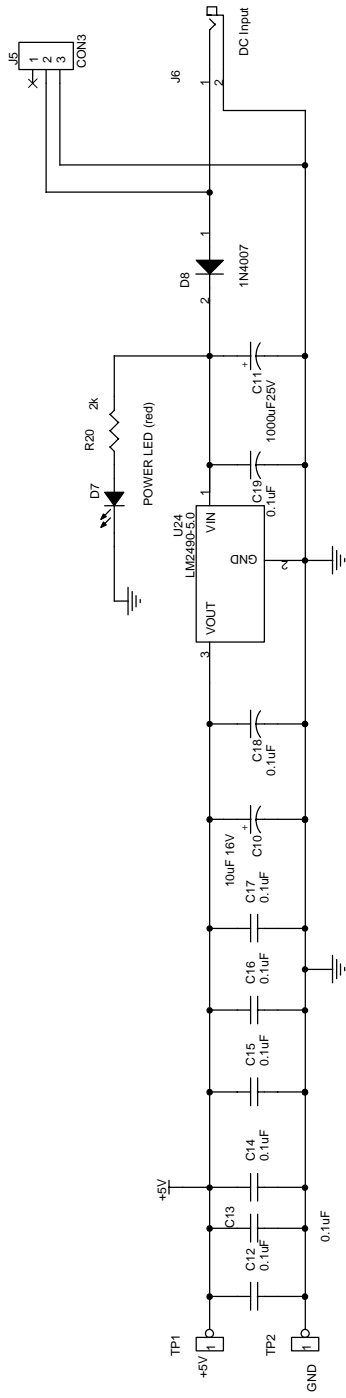 J5
1
2
3
CON3
J6
1
2
DC Input
1
D8
2
1N4007
2k
R20
D7
POWER LED (red)
+
C11
1000uF25V
C19
0.1uF
U24
LM2490-5.0
1
VIN
GND
2
VOUT
3
C18
0.1uF
+
10uF 16V
C10
C17
0.1uF
C16
0.1uF
C15
0.1uF
C14
0.1uF
+5V
C13
0.1uF
C12
0.1uF
TP1
1
+5V
TP2
1
GND